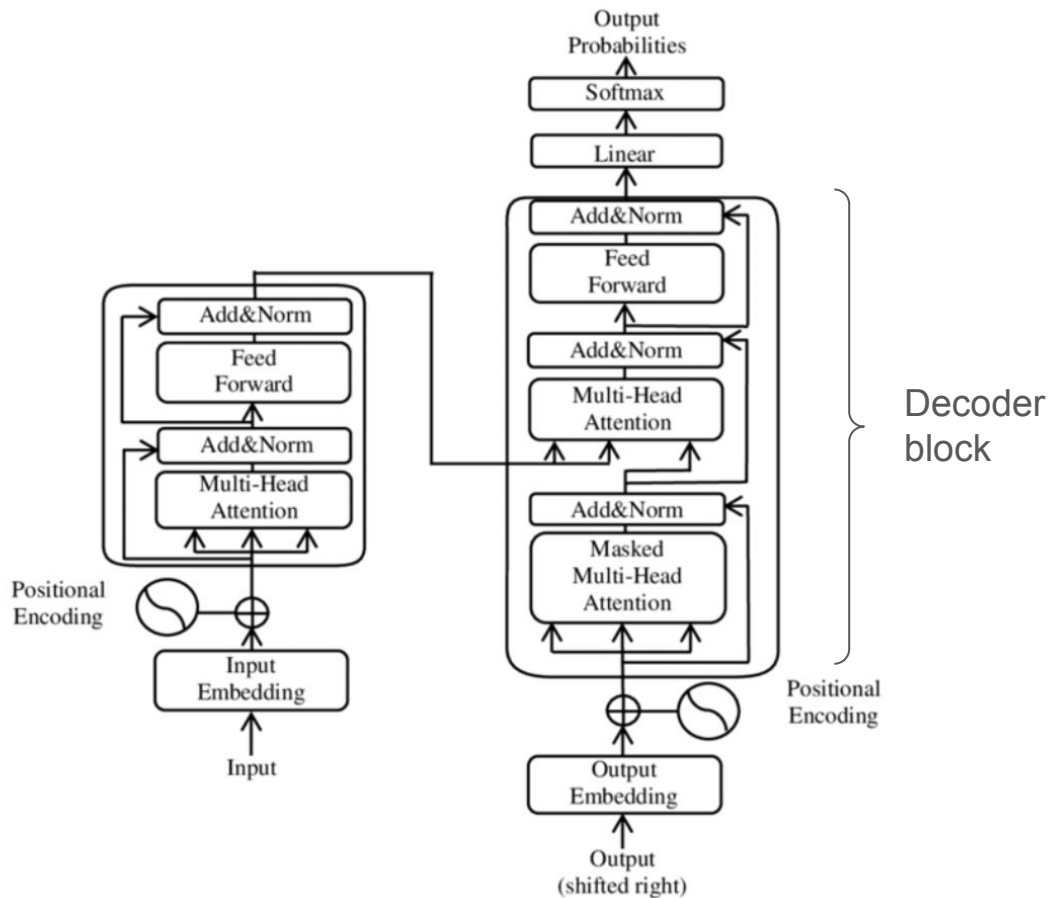 Output
Probabilities
Softmax
Linear
Add&Norm
Feed
Forward
Add&Norm
Multi-Head
Attention
Add&Norm
Masked
Multi-Head
Attention
Decoder
block
Positional
Encoding
Output
Embedding
Output
(shifted right)
Add&Norm
Feed
Forward
Add&Norm
Multi-Head
Attention
Positional
Encoding
Input
Embedding
Input